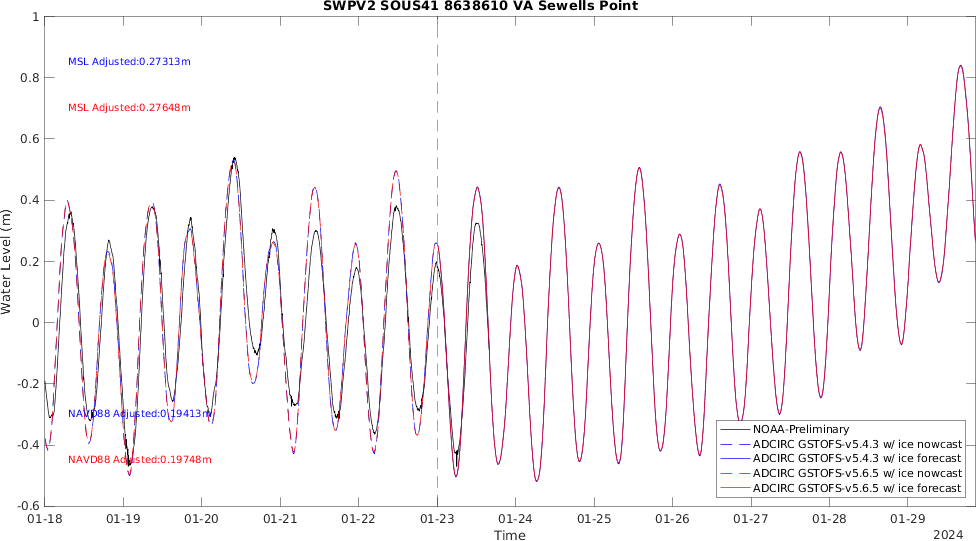 SWPV2 SOUS41 8638610 VA Sewells Point
1
0.8
0.6
0.4
0.2
0
-0.2
-0.4
-0.6
Water Level (m)
MSL Adjusted:0.27313m
MSL Adjusted:0.27648m
NAVD88 Adjusted:0.19413m
NAVD88 Adjusted:0.19748m
NOAA-Preliminary
ADCIRC GSTOFS-v5.4.3 w/ ice nowcast
ADCIRC GSTOFS-v5.4.3 w/ ice forecast
ADCIRC GSTOFS-v5.6.5 w/ ice nowcast
ADCIRC GSTOFS-v5.6.5 w/ ice forecast
01-18 01-19 01-20 01-21 01-22 01-23 01-24 01-25 01-26 01-27 01-28 01-29
Time
2024